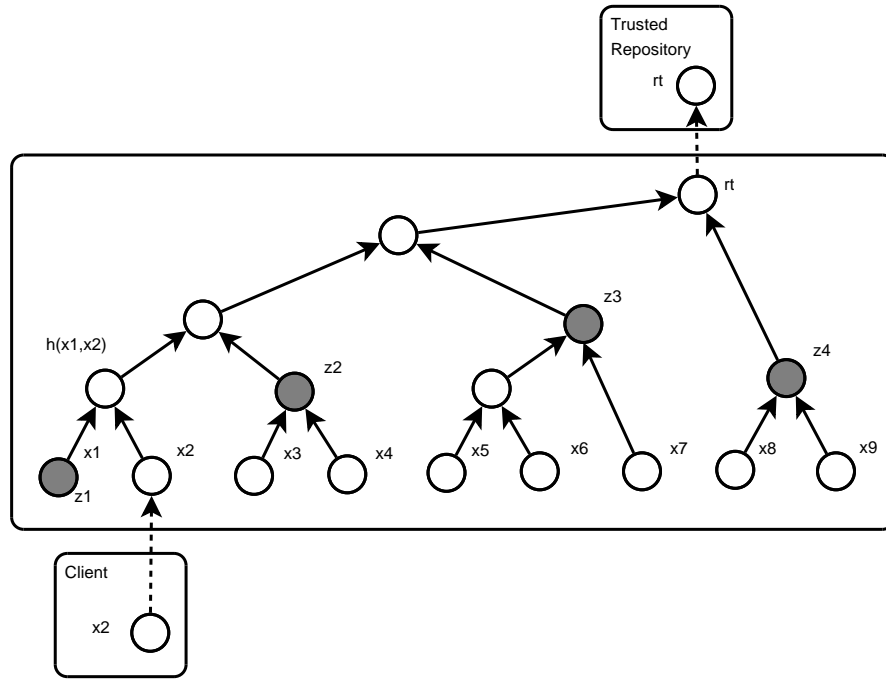 Trusted
Repository
rt
rt
z3
h(x1,x2)
z4
z2
x1
x2
x3
x4
x5
x6
x7
x8
x9
z1
Client
x2